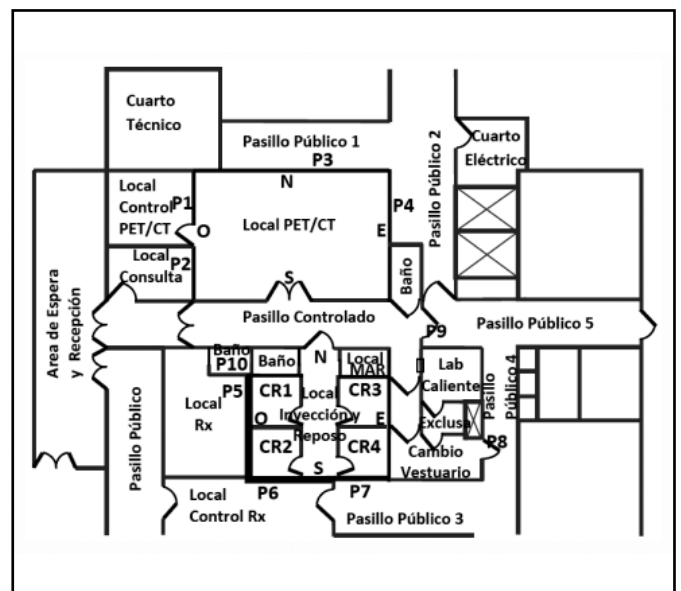 Cuarto
Técnico
Pasillo Público 1
P3
Pasillo Público 2
Cuarto
Eléctrico
Local
Control
PET/CT
P1
N
O
Local PET/CT
E
P4
Local
Consulta
P2
S
Baño
Area de Espera
y Recepción
Pasillo Controlado
P9
Pasillo Público 5
Baño
P10
Baño
N
Local
MAR
Lab
Caliente
Pasillo
Público 4
P5
CR1
Local
Inyección y
Reposo
CR3
O
E
Exclusa
Local
Rx
CR2
S
CR4
Cambio
Vestuario
P8
Pasillo Público
P6
P7
Local
Control Rx
Pasillo Público 3